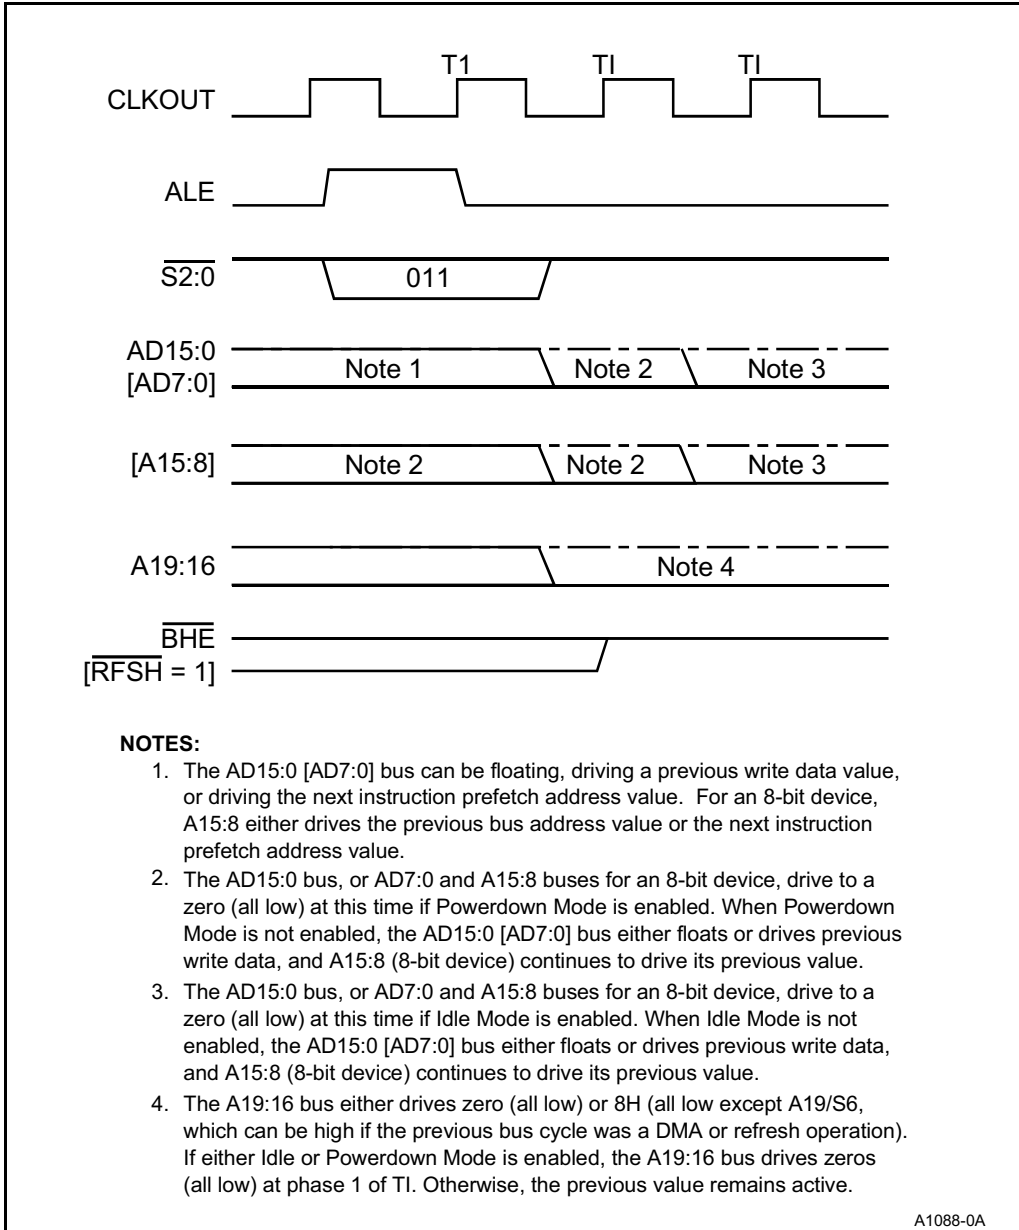 T1 TI TI
CLKOUT
ALE
S2:0
011
AD15:0
[AD7:0]
Note 1 Note 2 Note 3
[A15:8] Note 2 Note 2 Note 3
A19:16 Note 4
BHE
[RFSH = 1]
NOTES:
1. The AD15:0 [AD7:0] bus can be floating, driving a previous write data value,
or driving the next instruction prefetch address value. For an 8-bit device,
A15:8 either drives the previous bus address value or the next instruction
prefetch address value.
2. The AD15:0 bus, or AD7:0 and A15:8 buses for an 8-bit device, drive to a
zero (all low) at this time if Powerdown Mode is enabled. When Powerdown
Mode is not enabled, the AD15:0 [AD7:0] bus either floats or drives previous
write data, and A15:8 (8-bit device) continues to drive its previous value.
3. The AD15:0 bus, or AD7:0 and A15:8 buses for an 8-bit device, drive to a
zero (all low) at this time if Idle Mode is enabled. When Idle Mode is not
enabled, the AD15:0 [AD7:0] bus either floats or drives previous write data,
and A15:8 (8-bit device) continues to drive its previous value.
4. The A19:16 bus either drives zero (all low) or 8H (all low except A19/S6,
which can be high if the previous bus cycle was a DMA or refresh operation).
If either Idle or Powerdown Mode is enabled, the A19:16 bus drives zeros
(all low) at phase 1 of TI. Otherwise, the previous value remains active.
A1088-0A